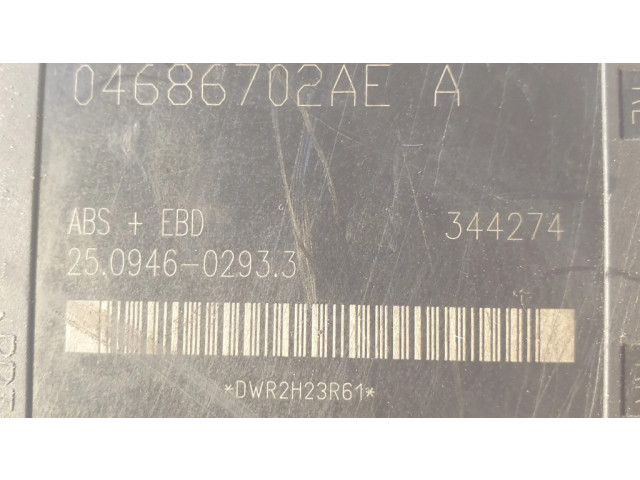 04686702AE A
ABS + EBD 344274
25.0946-0293.3
*DWR2H23R61*